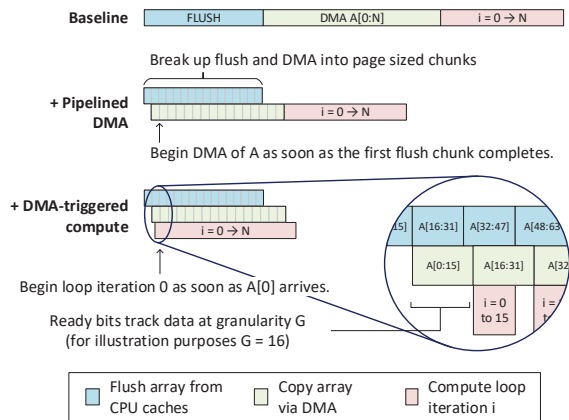 Baseline
FLUSH
DMA A[0:N]
i = 0 → N
Break up flush and DMA into page sized chunks
+ Pipelined
DMA
i = 0 → N
Begin DMA of A as soon as the first flush chunk completes.
+ DMA-triggered
compute
i = 0 → N
15]
A[16:31]
A[32:47]
A[48:63
A[0:15]
A[16:31]
A[32
i = 0
to 15
i =
to
Begin loop iteration 0 as soon as A[0] arrives.
Ready bits track data at granularity G
(for illustration purposes G = 16)
Flush array from
CPU caches
Copy array
via DMA
Compute loop
iteration i